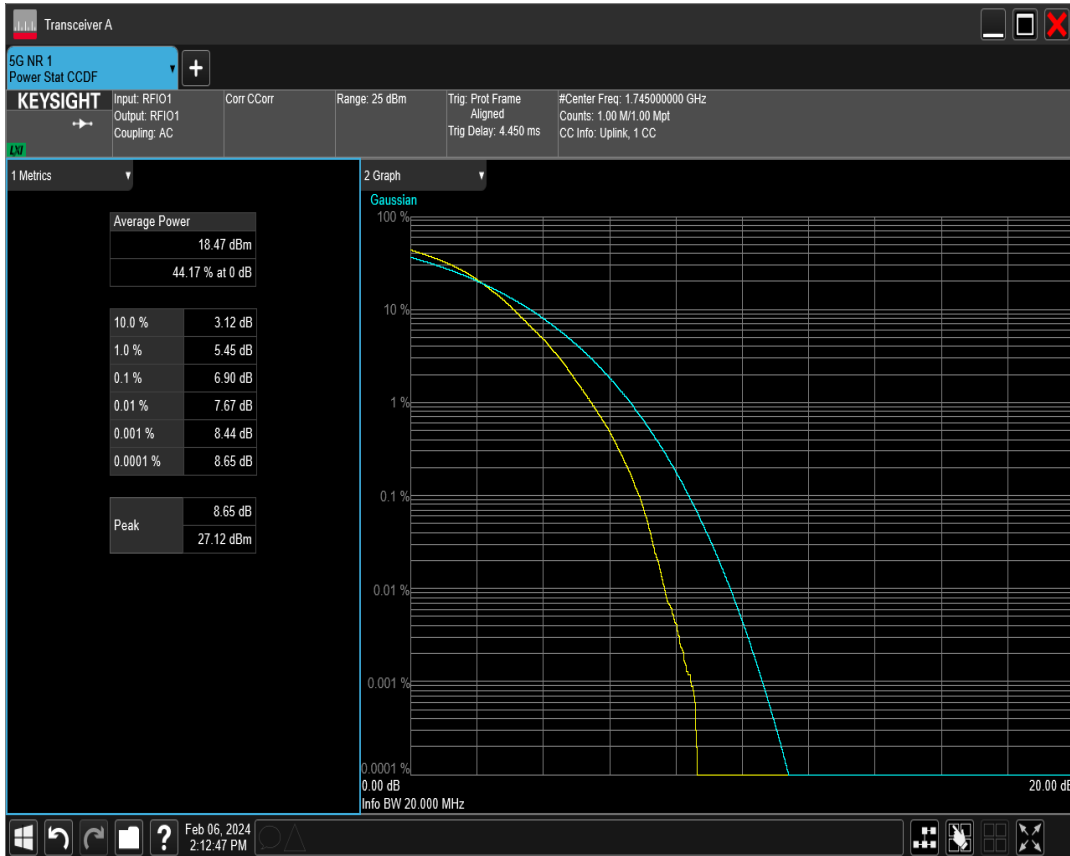 Transceiver A
5G NR 1
Power Stat CCDF
KEYSIGHT
LXI
Input: RFIO1
Output: RFIO1
Coupling: AC
Corr CCorr
Range: 25 dBm
Trig: Prot Frame
Aligned
Trig Delay: 4.450 ms
#Center Freq: 1.745000000 GHz
Counts: 1.00 M/1.00 Mpt
CC Info: Uplink, 1 CC
1 Metrics
Average Power
18.47 dBm
44.17 % at 0 dB
10.0 % 3.12 dB
1.0 % 5.45 dB
0.1 % 6.90 dB
0.01 % 7.67 dB
0.001 % 8.44 dB
0.0001 % 8.65 dB
Peak
8.65 dB
27.12 dBm
2 Graph
Gaussian
100 %
10 %
1 %
0.1 %
0.01 %
0.001 %
0.0001 %
0.00 dB 20.00 dB
Info BW 20.000 MHz
?
Feb 06, 2024
2:12:47 PM